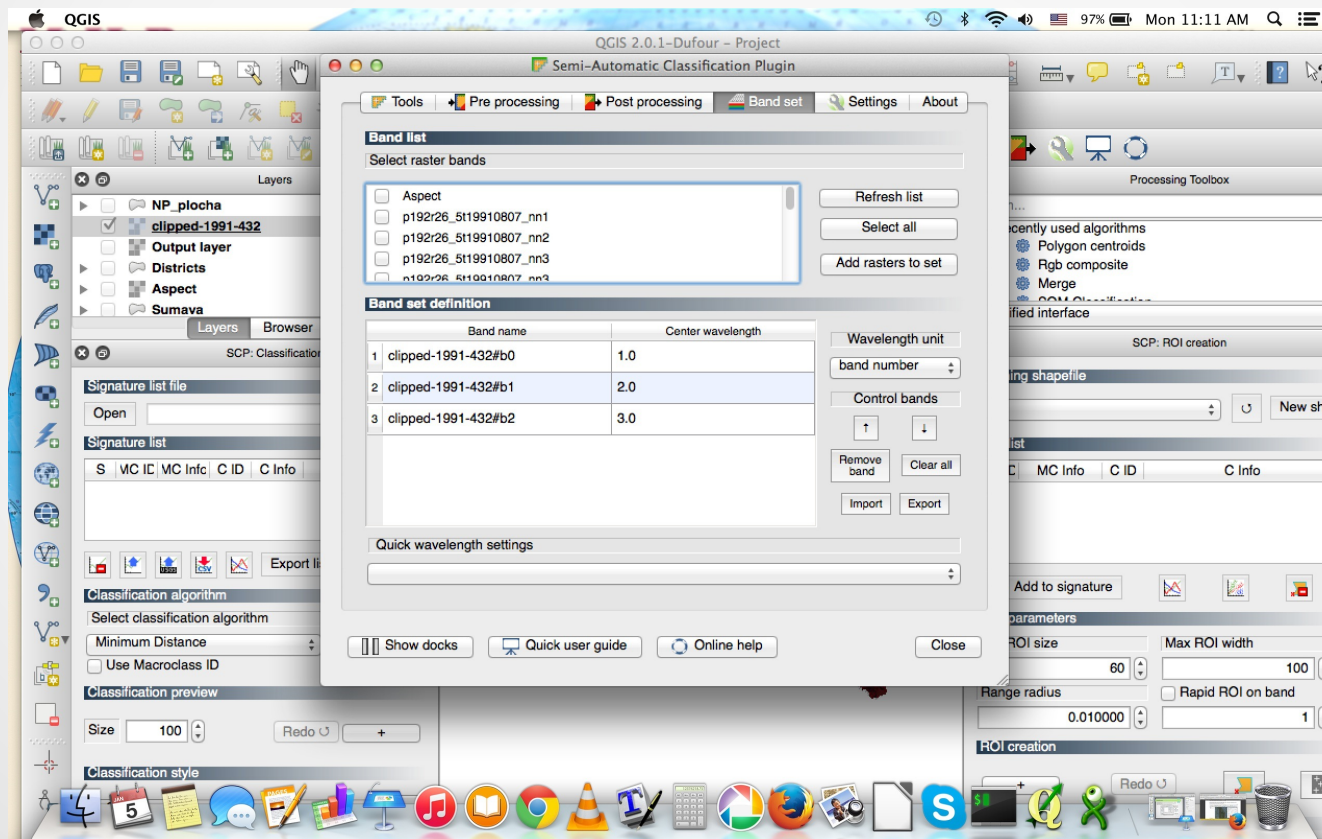 QGIS
97%
Mon 11:11 AM
QGIS 2.0.1-Dufour - Project
Semi-Automatic Classification Plugin
Tools
Pre processing
Post processing
Band set
Settings
About
Band list
Select raster bands
Aspect
p192r26_5t19910807_nn1
p192r26_5t19910807_nn2
p192r26_5t19910807_nn3
p192r26_5t19910807_nn3
Refresh list
Select all
Add rasters to set
Band set definition
Band name
Center wavelength
1 clipped-1991-432#b0 1.0
2 clipped-1991-432#b1 2.0
3 clipped-1991-432#b2 3.0
Wavelength unit
band number
Control bands
Remove band
Clear all
Import
Export
Quick wavelength settings
Show docks
Quick user guide
Online help
Close
Layers
NP_plocha
clipped-1991-432
Output layer
Districts
Aspect
Sumava
Layers
Browser
SCP: Classification
Signature list file
Open
Signature list
S MC ID MC Info C ID C Info
CSV
Export li
Classification algorithm
Select classification algorithm
Minimum Distance
Use Macroclass ID
Classification preview
Size
100
Redo
+
Classification style
Processing Toolbox
ecently used algorithms
Polygon centroids
Rgb composite
Merge
SOM Classification
ified interface
SCP: ROI creation
ing shapefile
New sh
list
MC Info C ID C Info
Add to signature
parameters
ROI size
Max ROI width
60
100
Range radius
Rapid ROI on band
0.010000
1
ROI creation
+
Redo
JAN
5